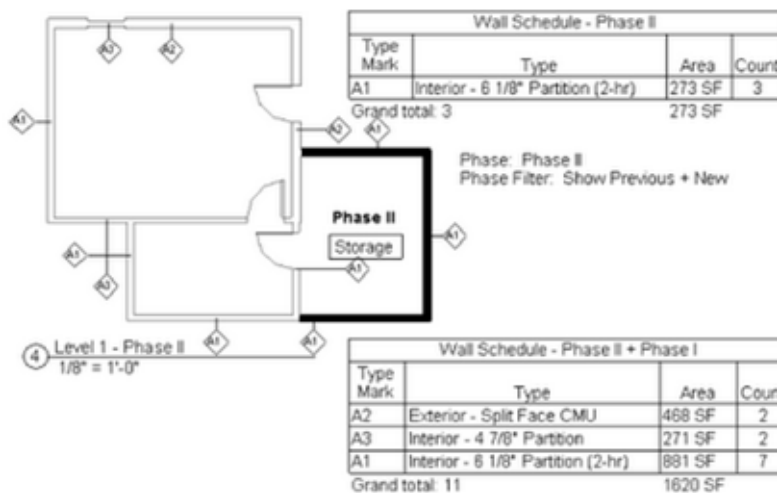 Wall Schedule - Phase II
Type Mark Type Area Count
A1 Interior - 6 1/8" Partition (2-hr) 273 SF 3
Grand total: 3 273 SF
A3 A2
A1
A2
A1
Phase: Phase II
Phase Filter: Show Previous + New
Phase II
Storage
A1
A1
A1
A3
A1
A1
4 Level 1 - Phase II
1/8" = 1'-0"
Wall Schedule - Phase II + Phase I
Type Mark Type Area Coun
A2 Exterior - Split Face CMU 468 SF 2
A3 Interior - 4 7/8" Partition 271 SF 2
A1 Interior - 6 1/8" Partition (2-hr) 881 SF 7
Grand total: 11 1620 SF